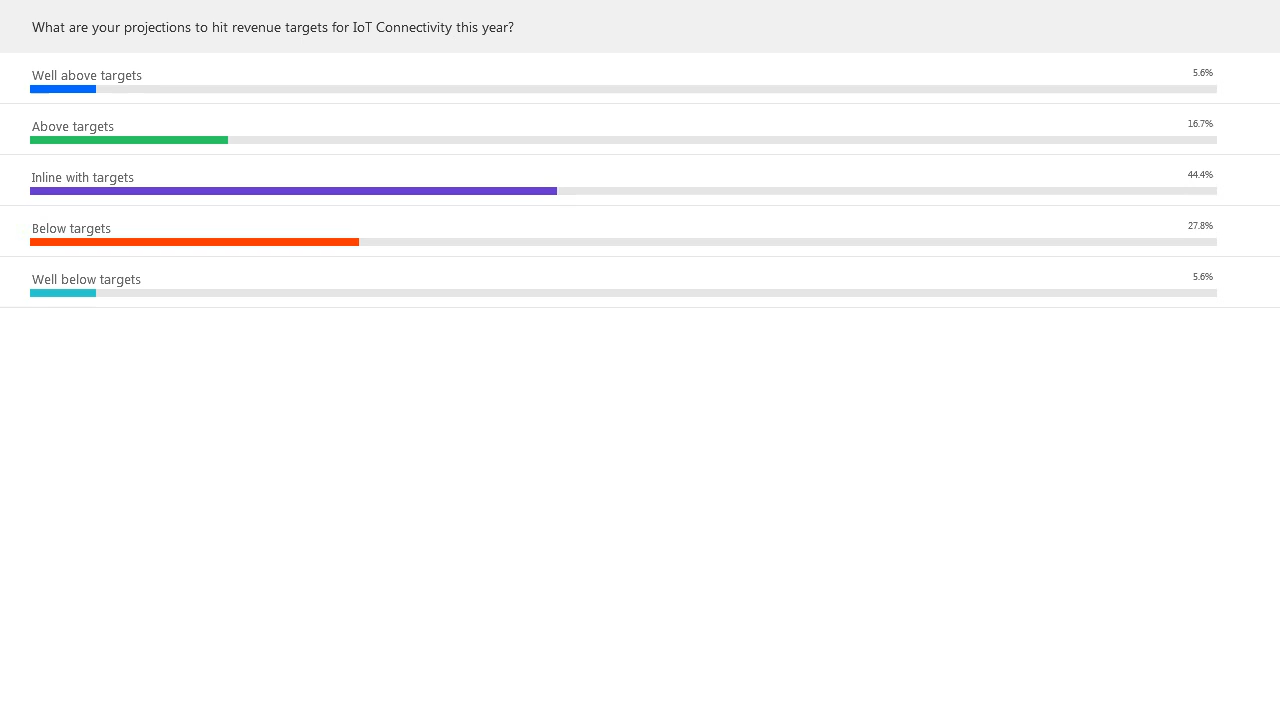 What are your projections to hit revenue targets for IoT Connectivity this year?
Well above targets 5.6%
Above targets 16.7%
Inline with targets 44.4%
Below targets 27.8%
Well below targets 5.6%